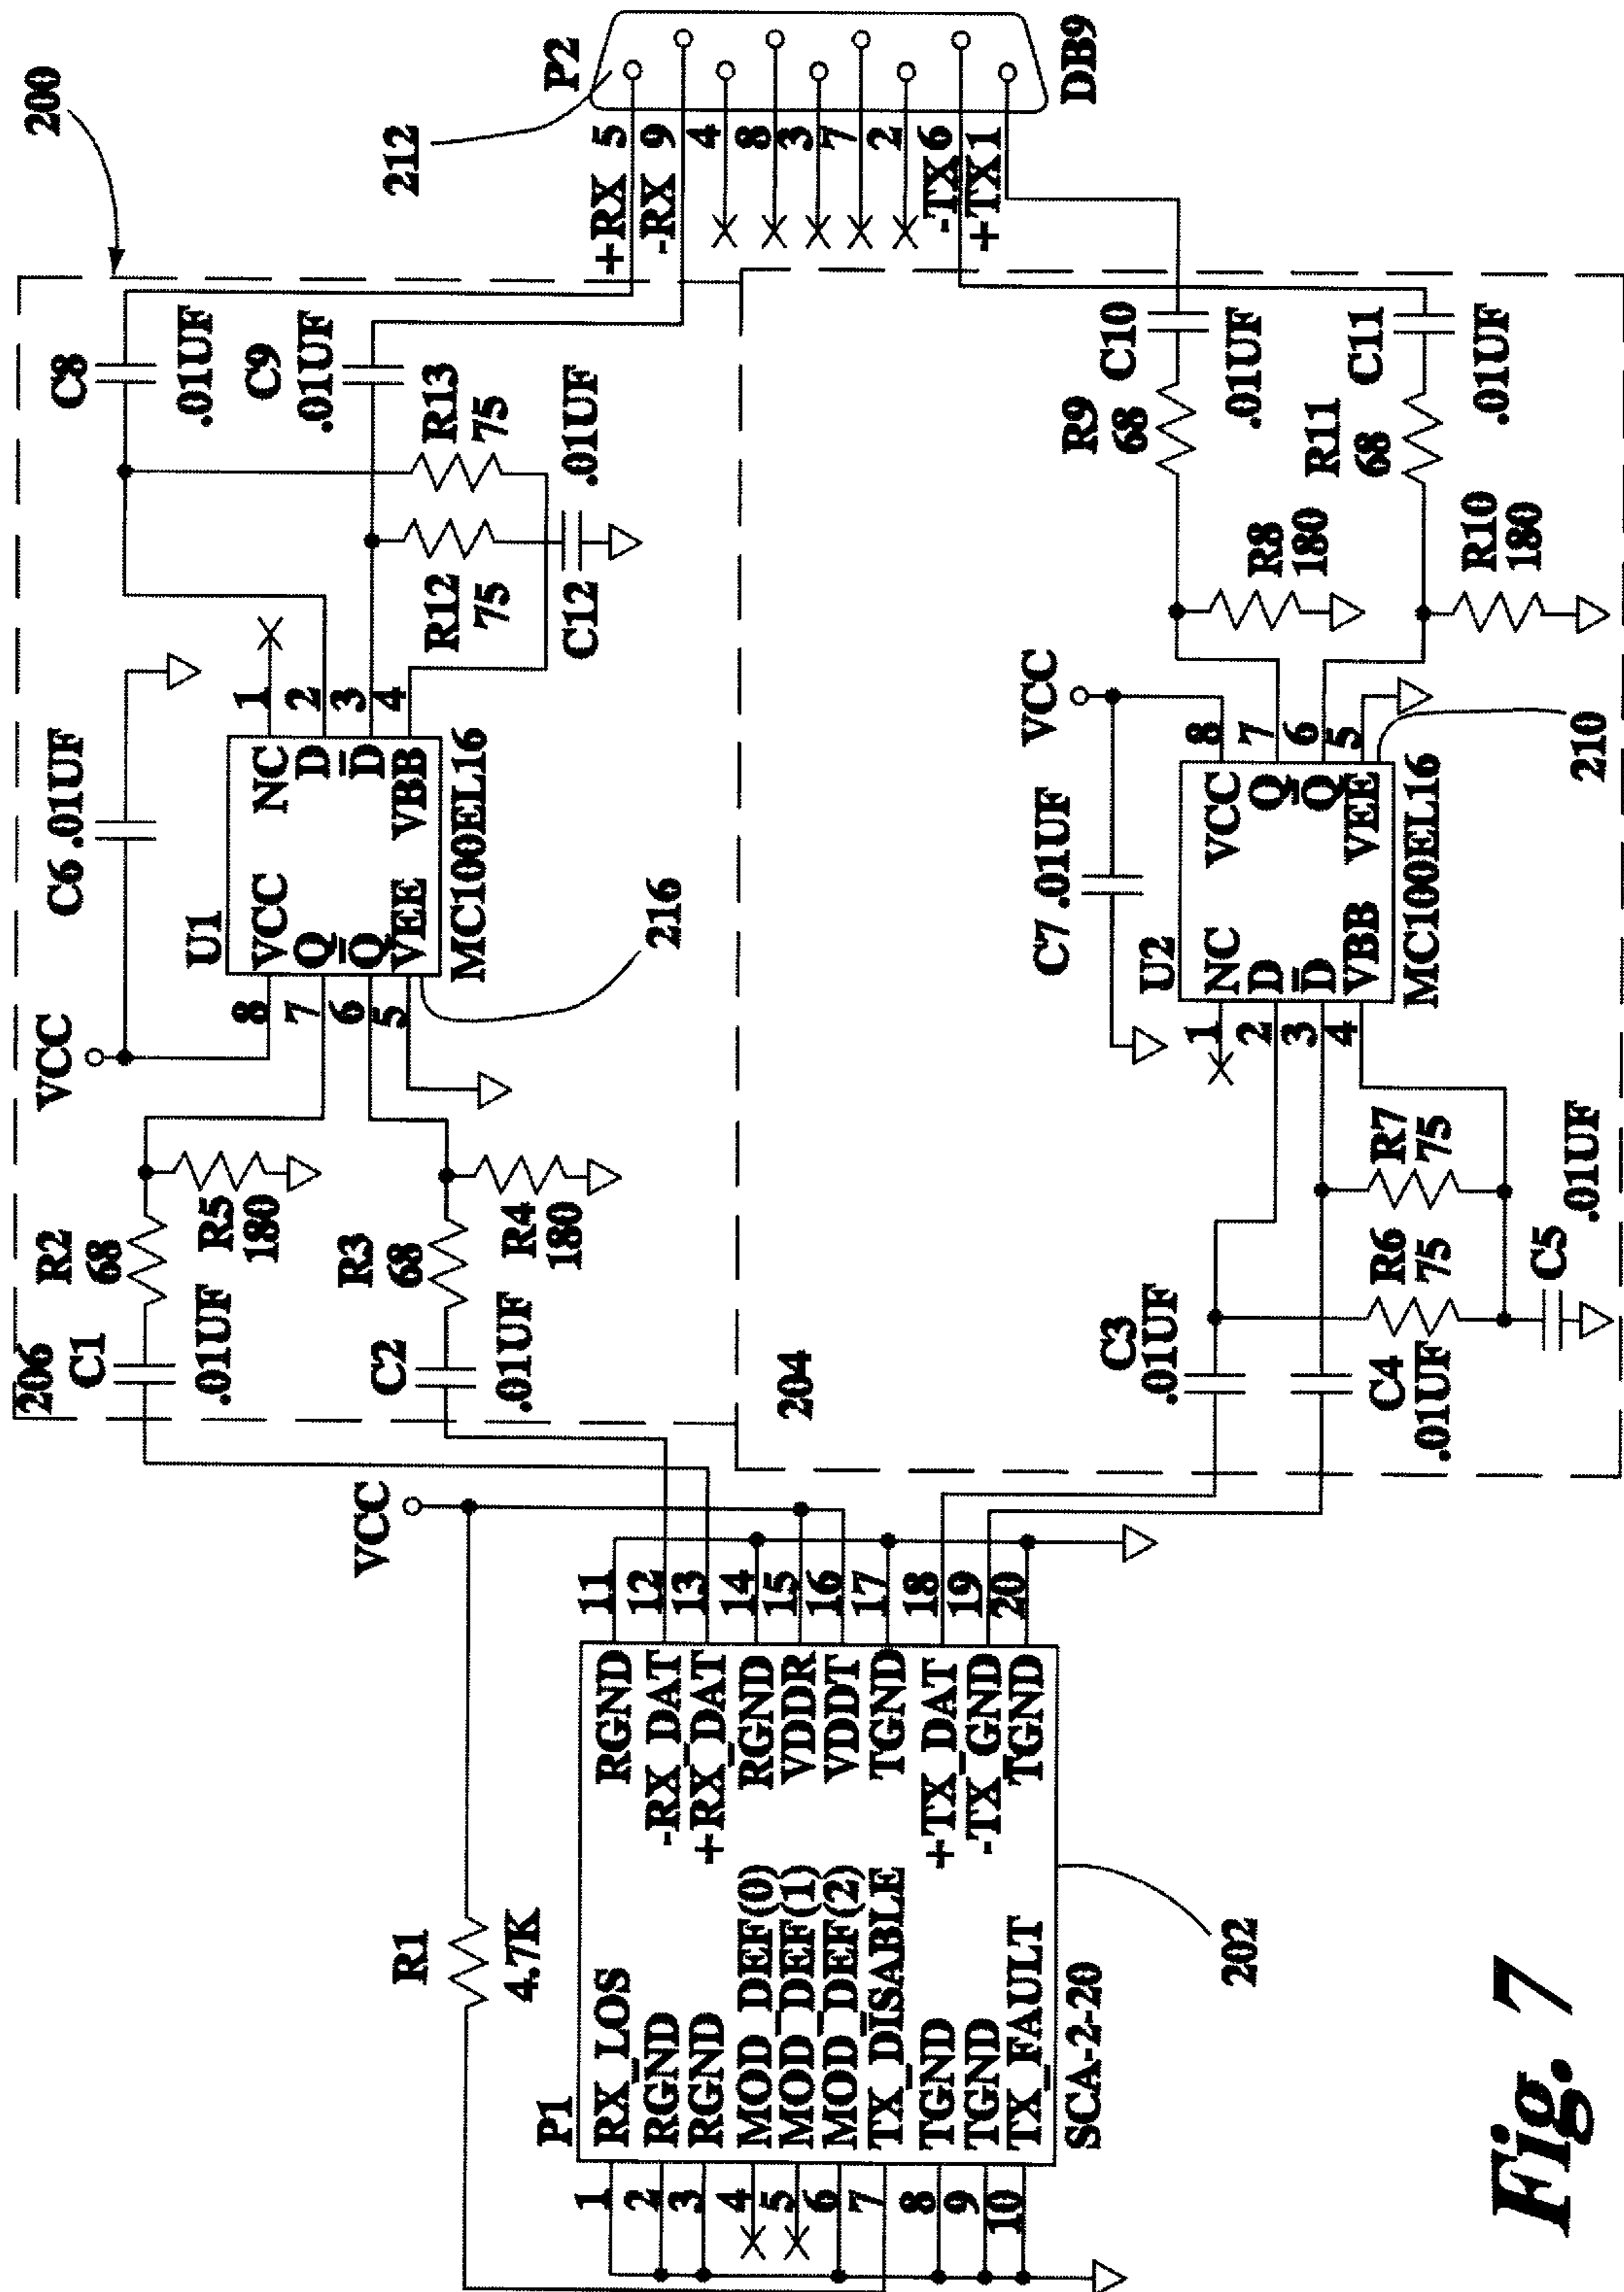 200
206
204
VCC
C6 .01UF
C8
.01UF
C9
.01UF
R13
75
R12
75
C12
.01UF
R2
68
C1
.01UF
R5
180
R3
68
C2
.01UF
R4
180
U1
VCC
Q
Q
VEE
NC
D
D
VBB
8
7
6
5
1
2
3
4
MC100EL16
216
P2
212
+RX 5
-RX 9
4
8
3
7
2
-TX 6
+TX 1
DB9
VCC
R1
4.7K
P1
1 RX_LOS
2 RGND
3 RGND
4 MOD_DEF(0)
5 MOD_DEF(1)
6 MOD_DEF(2)
7 TX_DISABLE
8 TGND
9 TGND
10 TX_FAULT
RGND 11
-RX_DAT 12
+RX_DAT 13
RGND 14
VDDR 15
VDDT 16
TGND 17
+TX_DAT 18
-TX_GND 19
TGND 20
SCA-2-20
202
VCC
C7 .01UF
U2
NC
D
D
VBB
VCC
Q
Q
VEE
1
2
3
4
8
7
6
5
MC100EL16
210
C3
.01UF
C4
.01UF
R6
75
R7
75
C5
.01UF
R9
68
C10
.01UF
R8
180
R11
68
C11
.01UF
R10
180
Fig. 7